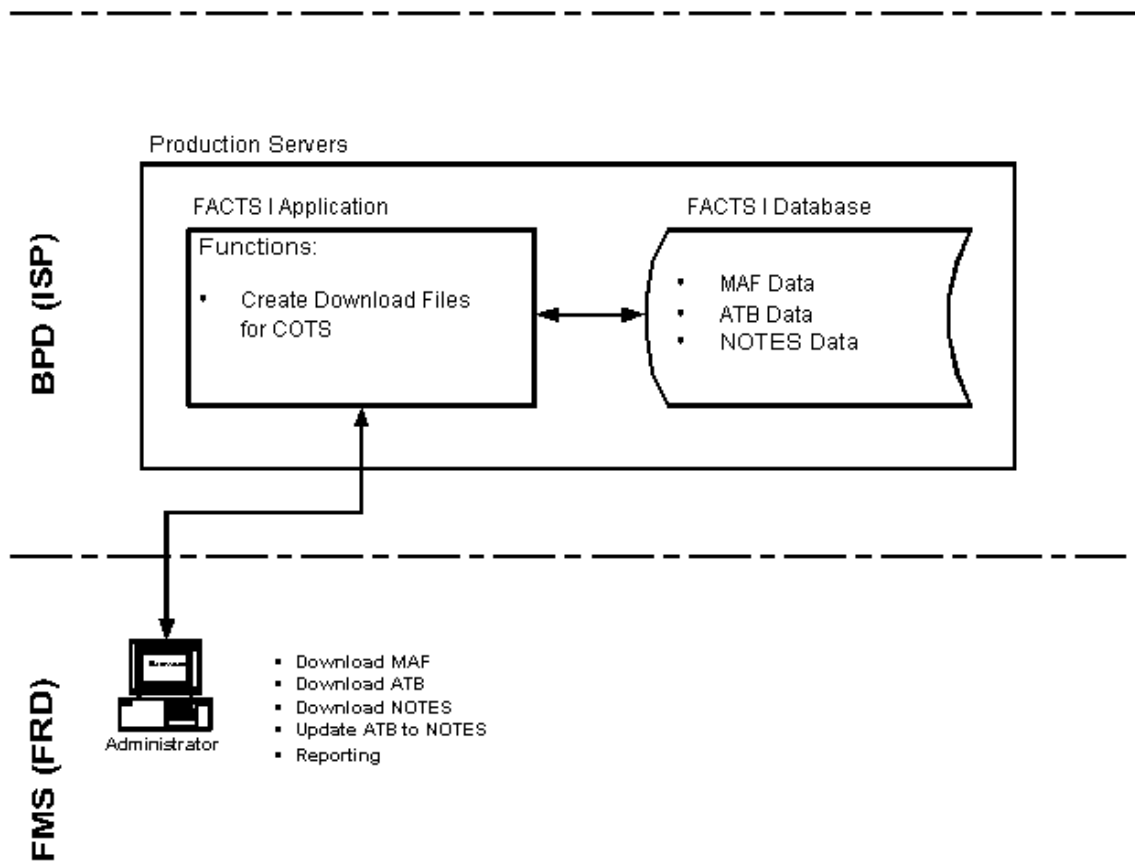 Production Servers
FACTS I Application
FACTS I Database
Functions:
• Create Download Files
for COTS
• MAF Data
• ATB Data
• NOTES Data
BPD (ISP)
▪ Download MAF
▪ Download ATB
▪ Download NOTES
▪ Update ATB to NOTES
▪ Reporting
Administrator
FMS (FRD)